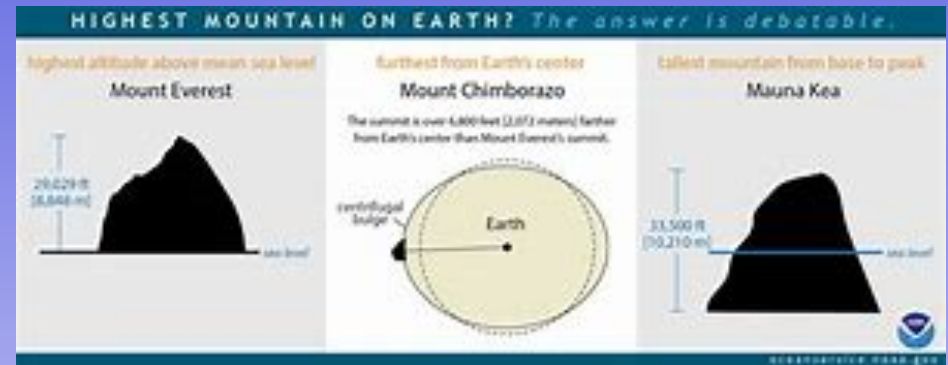 HIGHEST MOUNTAIN ON EARTH? The answer is debatable.
highest altitude above mean sea level
Mount Everest
29,029 ft
[8,848 m]
sea level
furthest from Earth's center
Mount Chimborazo
The summit is over 6,800 feet [2,072 meters] farther
from Earth's center than Mount Everest's summit.
centrifugal
bulge
Earth
tallest mountain from base to peak
Mauna Kea
33,500 ft
[10,210 m]
sea level
oceanservice.noaa.gov